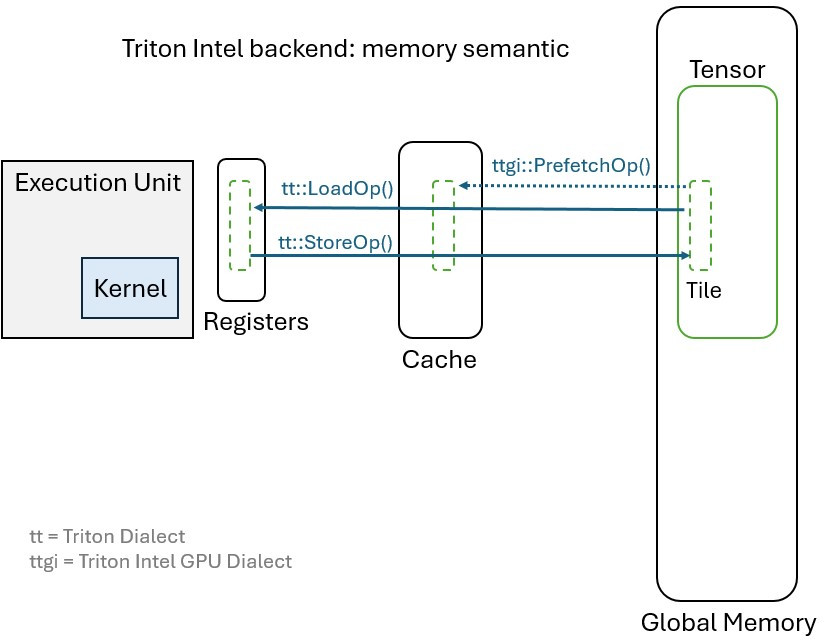 Triton Intel backend: memory semantic
Tensor
ttgi::PrefetchOp()
Execution Unit
tt::LoadOp()
tt::StoreOp()
Kernel
Tile
Registers
Cache
tt = Triton Dialect
ttgi = Triton Intel GPU Dialect
Global Memory